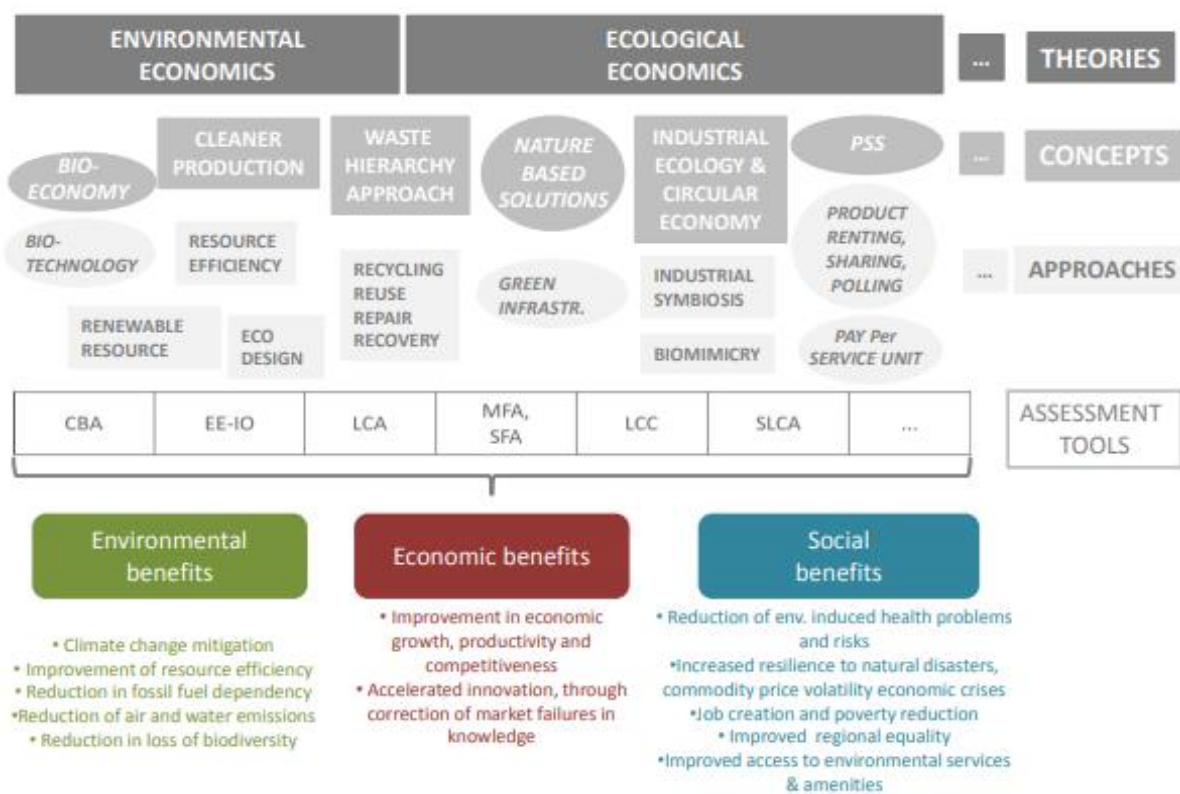 ENVIRONMENTAL
ECONOMICS
ECOLOGICAL
ECONOMICS
...
THEORIES
BIO-
ECONOMY
CLEANER
PRODUCTION
WASTE
HIERARCHY
APPROACH
NATURE
BASED
SOLUTIONS
INDUSTRIAL
ECOLOGY &
CIRCULAR
ECONOMY
PSS
...
CONCEPTS
BIO-
TECHNOLOGY
RESOURCE
EFFICIENCY
RENEWABLE
RESOURCE
ECO
DESIGN
RECYCLING
REUSE
REPAIR
RECOVERY
GREEN
INFRASTR.
INDUSTRIAL
SYMBIOSIS
BIOMIMICRY
PRODUCT
RENTING,
SHARING,
POLLING
PAY Per
SERVICE UNIT
...
APPROACHES
CBA
EE-IO
LCA
MFA,
SFA
LCC
SLCA
...
ASSESSMENT
TOOLS
Environmental
benefits
• Climate change mitigation
• Improvement of resource efficiency
• Reduction in fossil fuel dependency
•Reduction of air and water emissions
• Reduction in loss of biodiversity
Economic benefits
• Improvement in economic
growth, productivity and
competitiveness
• Accelerated innovation, through
correction of market failures in
knowledge
Social
benefits
• Reduction of env. induced health problems
and risks
•Increased resilience to natural disasters,
commodity price volatility economic crises
•Job creation and poverty reduction
• Improved regional equality
•Improved access to environmental services
& amenities